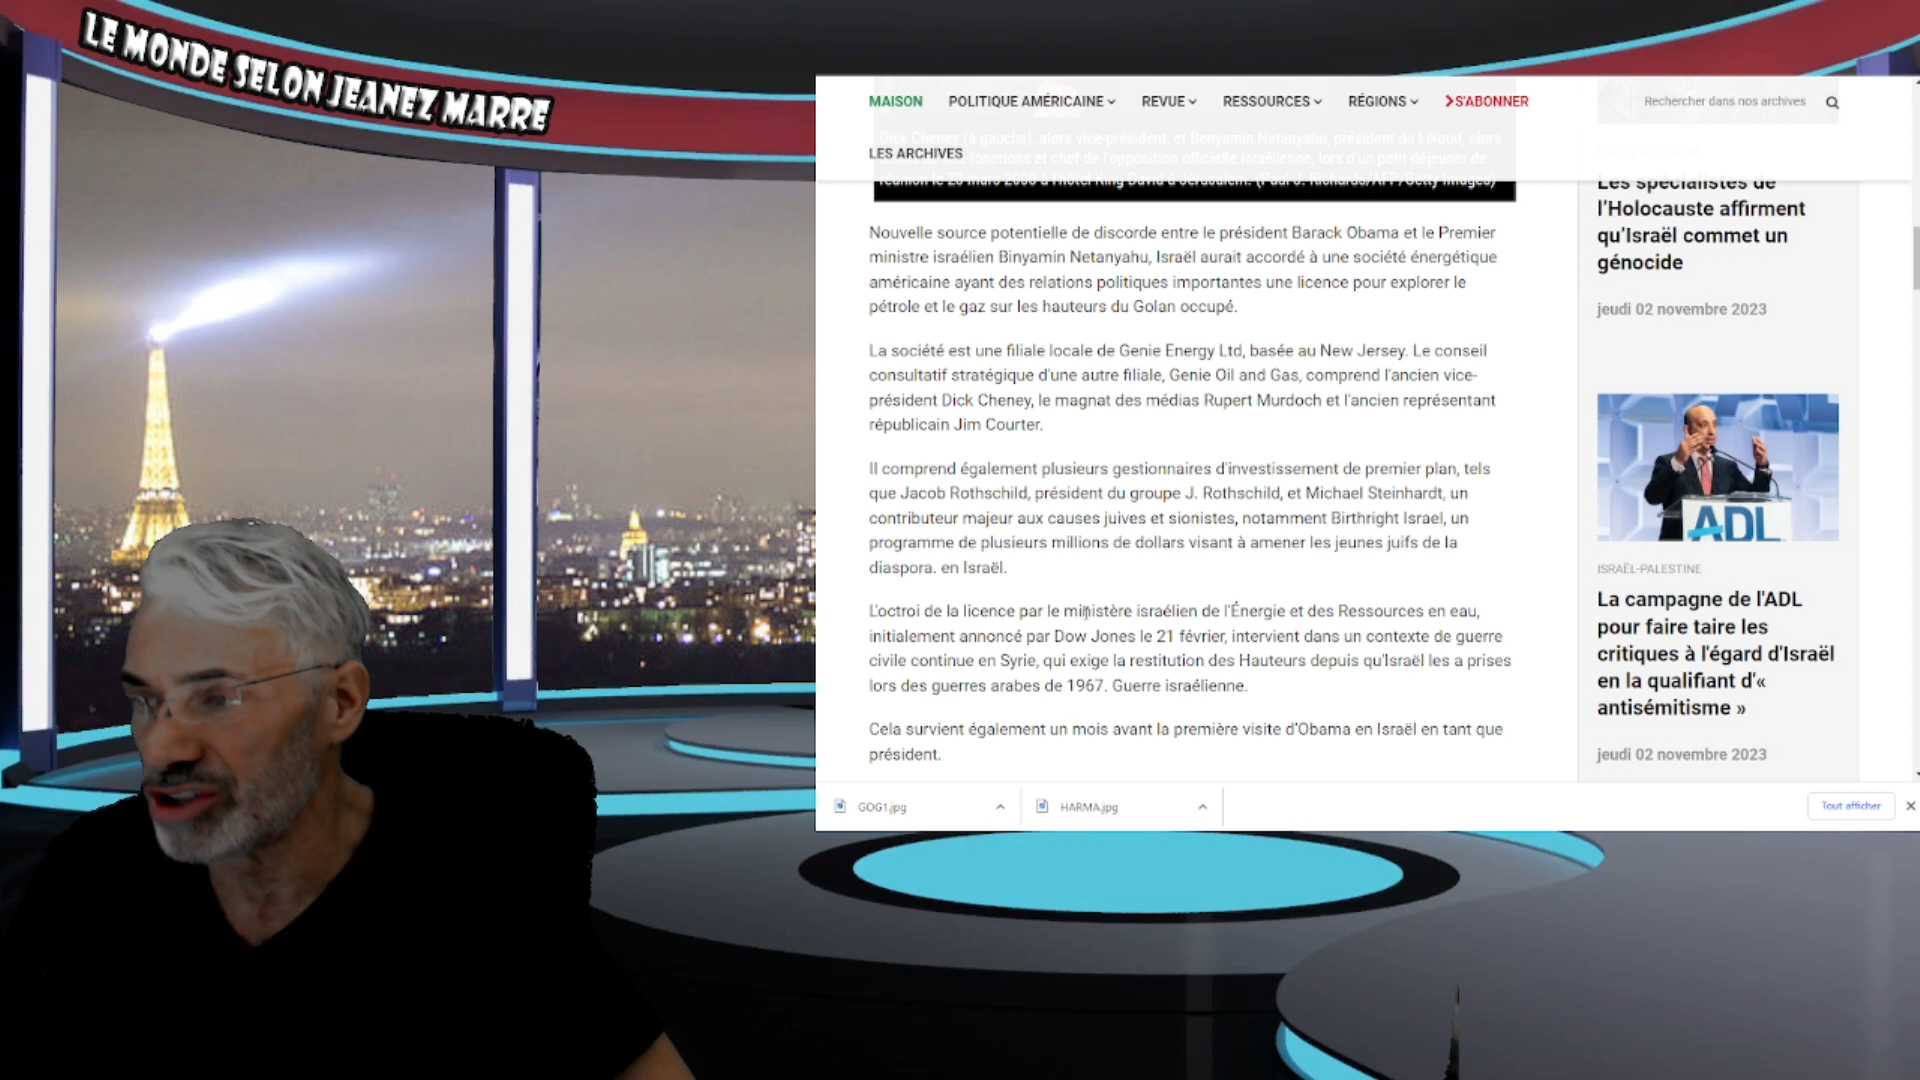 LE MONDE SELON JEANEZ MARRE
MAISON POLITIQUE AMÉRICAINE REVUE RESSOURCES RÉGIONS S'ABONNER
Rechercher dans nos archives
LES ARCHIVES
Dick Cheney (à gauche), alors vice-président, et Benyamin Netanyahu, président du Likoud, alors
fonctions et chef de l'opposition officielle israélienne, lors d'un petit-déjeuner de
réunion le 23 mars 2008 à l'hôtel King David à Jérusalem. (Paul J. Richards/AFP/Getty Images)
Nouvelle source potentielle de discorde entre le président Barack Obama et le Premier
ministre israélien Binyamin Netanyahu, Israël aurait accordé à une société énergétique
américaine ayant des relations politiques importantes une licence pour explorer le
pétrole et le gaz sur les hauteurs du Golan occupé.
La société est une filiale locale de Genie Energy Ltd, basée au New Jersey. Le conseil
consultatif stratégique d'une autre filiale, Genie Oil and Gas, comprend l'ancien vice-
président Dick Cheney, le magnat des médias Rupert Murdoch et l'ancien représentant
républicain Jim Courter.
Il comprend également plusieurs gestionnaires d'investissement de premier plan, tels
que Jacob Rothschild, président du groupe J. Rothschild, et Michael Steinhardt, un
contributeur majeur aux causes juives et sionistes, notamment Birthright Israel, un
programme de plusieurs millions de dollars visant à amener les jeunes juifs de la
diaspora. en Israël.
L'octroi de la licence par le ministère israélien de l'Énergie et des Ressources en eau,
initialement annoncé par Dow Jones le 21 février, intervient dans un contexte de guerre
civile continue en Syrie, qui exige la restitution des Hauteurs depuis qu'Israël les a prises
lors des guerres arabes de 1967. Guerre israélienne.
Cela survient également un mois avant la première visite d'Obama en Israël en tant que
président.
Les spécialistes de
l'Holocauste affirment
qu'Israël commet un
génocide
jeudi 02 novembre 2023
ADL
ISRAËL-PALESTINE
La campagne de l'ADL
pour faire taire les
critiques à l'égard d'Israël
en la qualifiant d'«
antisémitisme »
jeudi 02 novembre 2023
GOG1.jpg
HARMA.jpg
Tout afficher